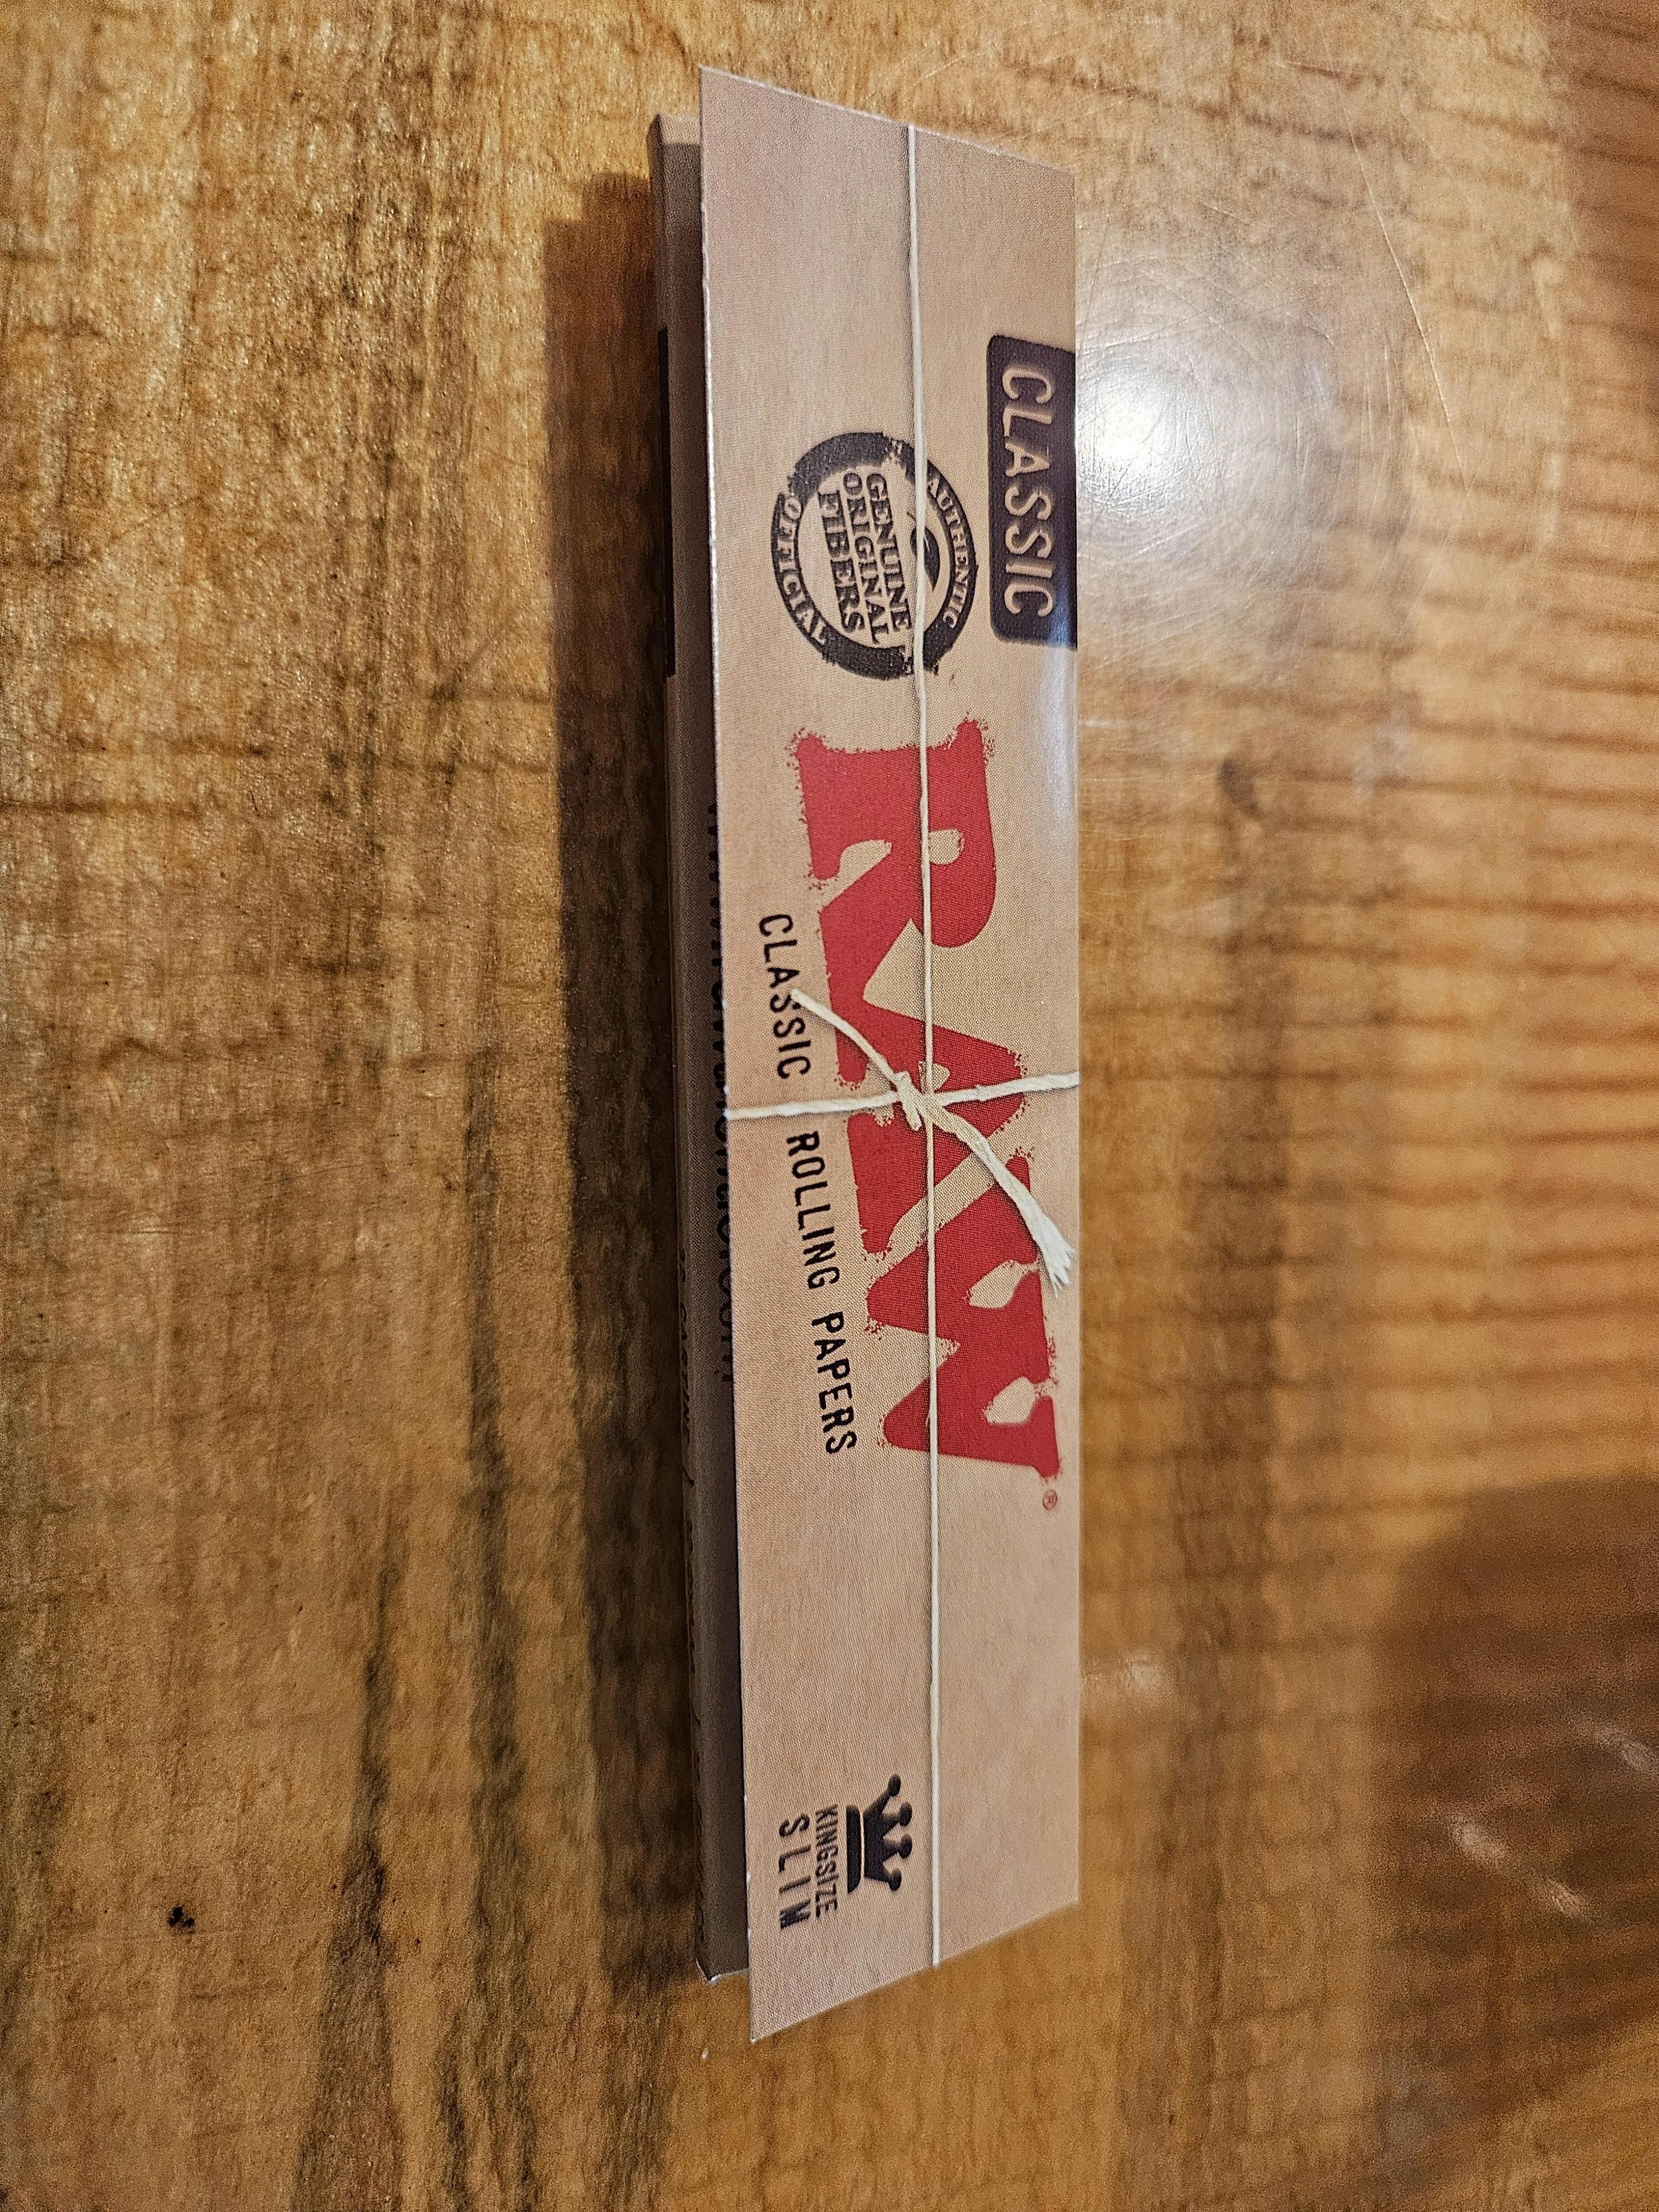 CLASSIC
AUTHENTIC
GENUINE
ORIGINAL
FIBERS
OFFICIAL
RAW®
CLASSIC ROLLING PAPERS
KINGSIZE
SLIM